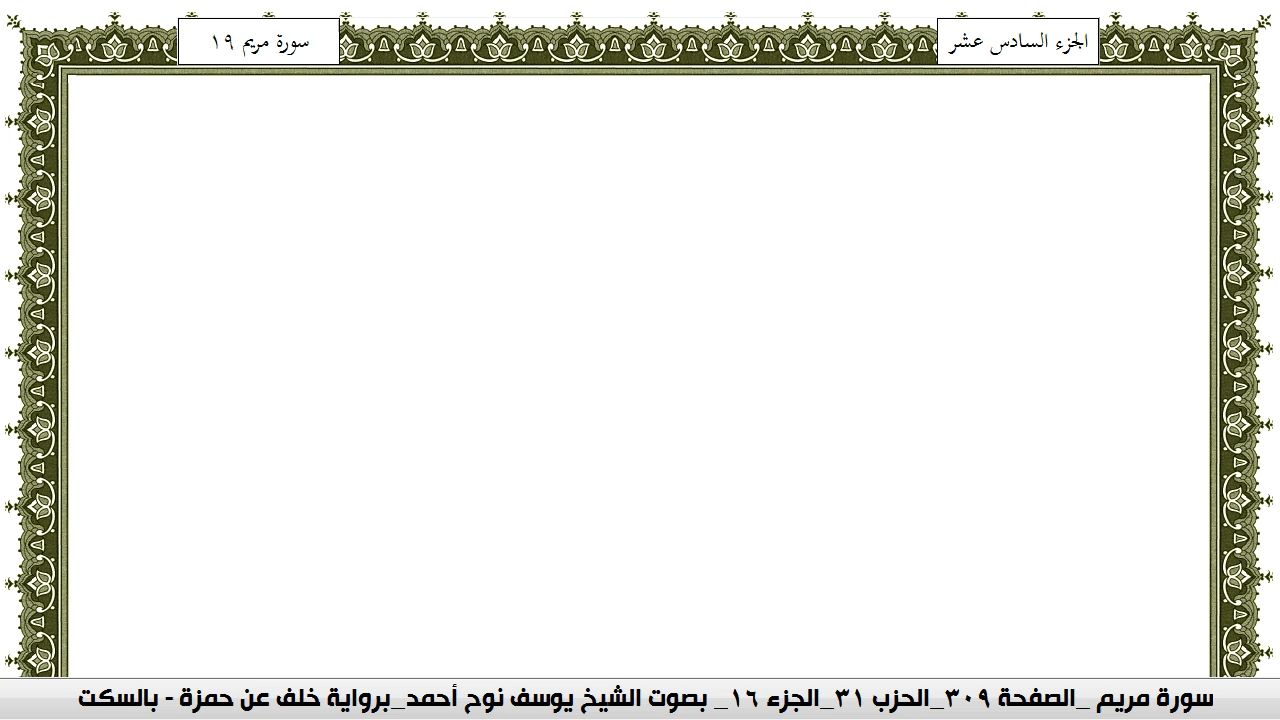 الجزء السادس عشر
سورة مريم ١٩
سورة مريم _الصفحة ٣٠٩_الحزب ٣١_الجزء ١٦_ بصوت الشيخ يوسف نوح أحمد_برواية خلف عن حمزة - بالسكت